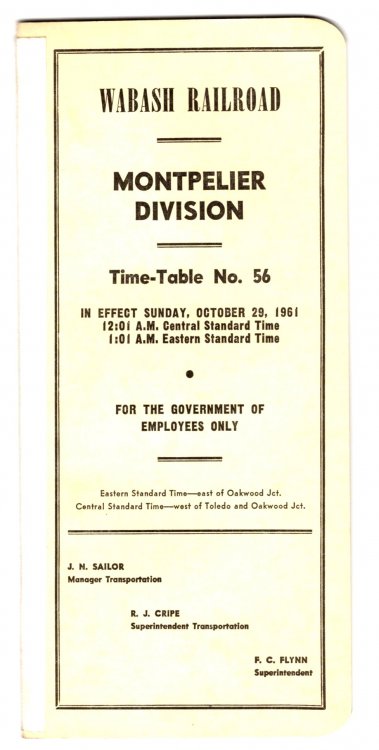 WABASH RAILROAD
MONTPELIER
DIVISION
Time-Table No. 56
IN EFFECT SUNDAY, OCTOBER 29, 1961
12:01 A.M. Central Standard Time
1:01 A.M. Eastern Standard Time
•
FOR THE GOVERNMENT OF
EMPLOYEES ONLY
Eastern Standard Time—east of Oakwood Jct.
Central Standard Time—west of Toledo and Oakwood Jct.
J. N. SAILOR
Manager Transportation
R. J. CRIPE
Superintendent Transportation
F. C. FLYNN
Superintendent